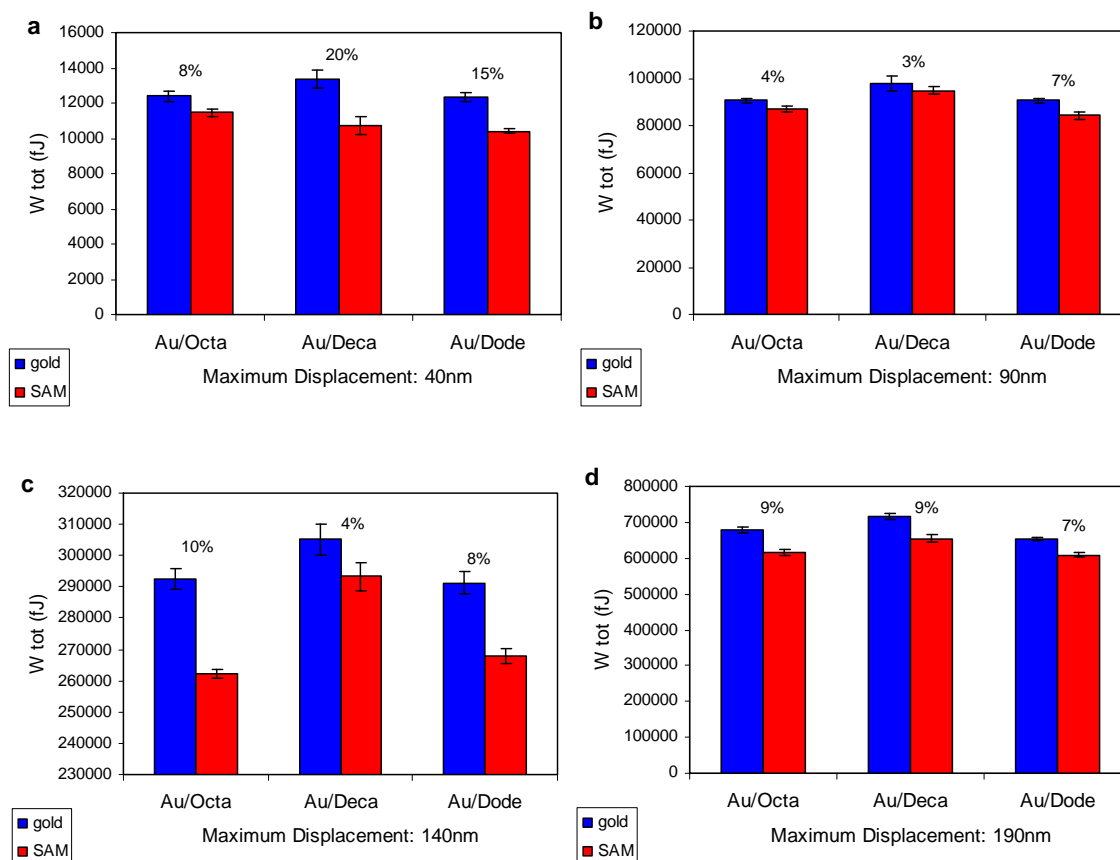 a
16000
14000
12000
10000
8000
6000
4000
2000
0
W tot (fJ)
8%
20%
15%
Au/Octa Au/Deca Au/Dode
gold
SAM
Maximum Displacement: 40nm
b
120000
100000
80000
60000
40000
20000
0
W tot (fJ)
4%
3%
7%
Au/Octa Au/Deca Au/Dode
gold
SAM
Maximum Displacement: 90nm
c
320000
310000
300000
290000
280000
270000
260000
250000
240000
230000
W tot (fJ)
10%
4%
8%
Au/Octa Au/Deca Au/Dode
gold
SAM
Maximum Displacement: 140nm
d
800000
700000
600000
500000
400000
300000
200000
100000
0
W tot (fJ)
9%
9%
7%
Au/Octa Au/Deca Au/Dode
gold
SAM
Maximum Displacement: 190nm